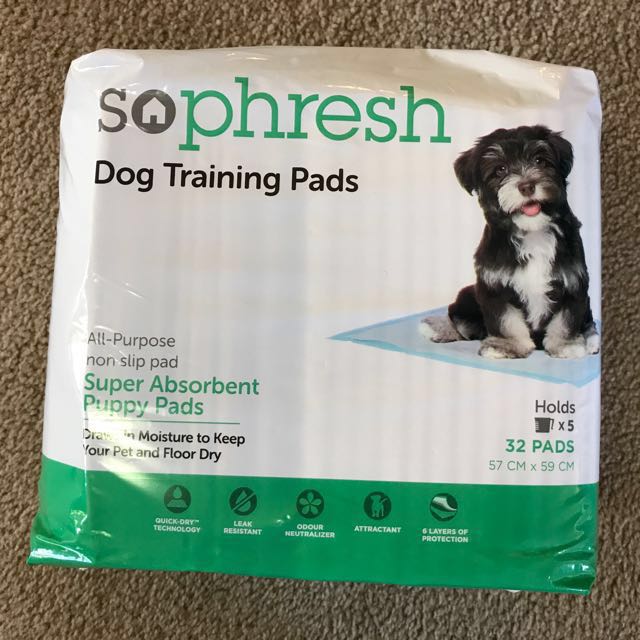 sophresh
Dog Training Pads
All-Purpose
non slip pad
Super Absorbent
Puppy Pads
Draws in Moisture to Keep
Your Pet and Floor Dry
Holds
x 5
32 PADS
57 CM x 59 CM
QUICK-DRY™
TECHNOLOGY
LEAK
RESISTANT
ODOUR
NEUTRALIZER
ATTRACTANT
6 LAYERS OF
PROTECTION